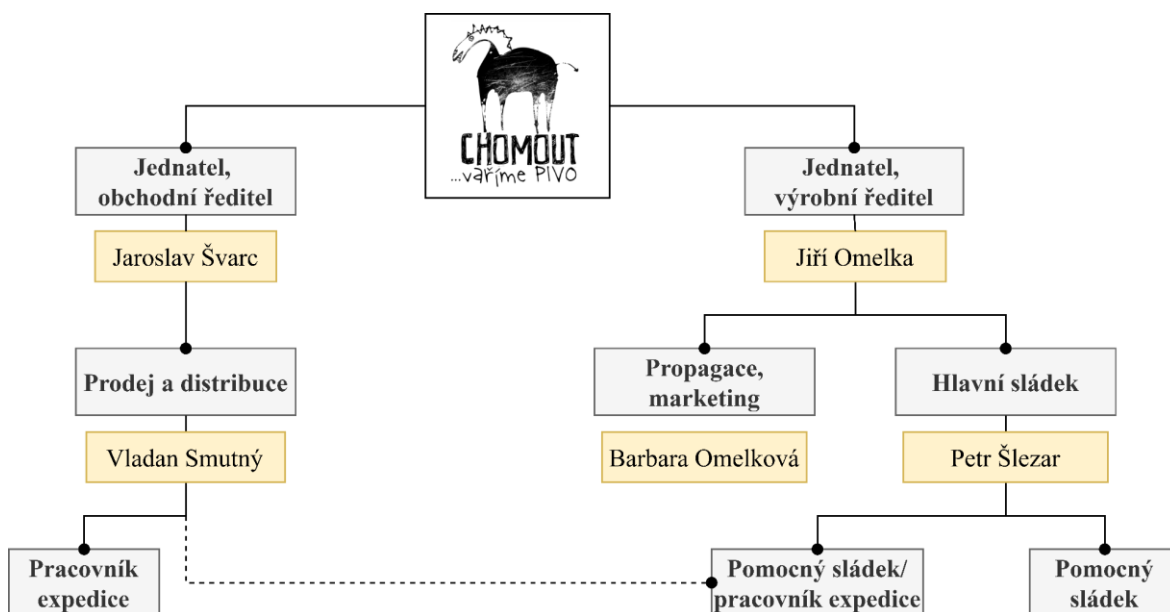 CHOMOUT
...vaříme PIVO
Jednatel,
obchodní ředitel
Jednatel,
výrobní ředitel
Jaroslav Švarc
Jiří Omelka
Prodej a distribuce
Propagace,
marketing
Hlavní sládek
Vladan Smutný
Barbara Omelková
Petr Šlezar
Pracovník
expedice
Pomocný sládek/
pracovník expedice
Pomocný
sládek